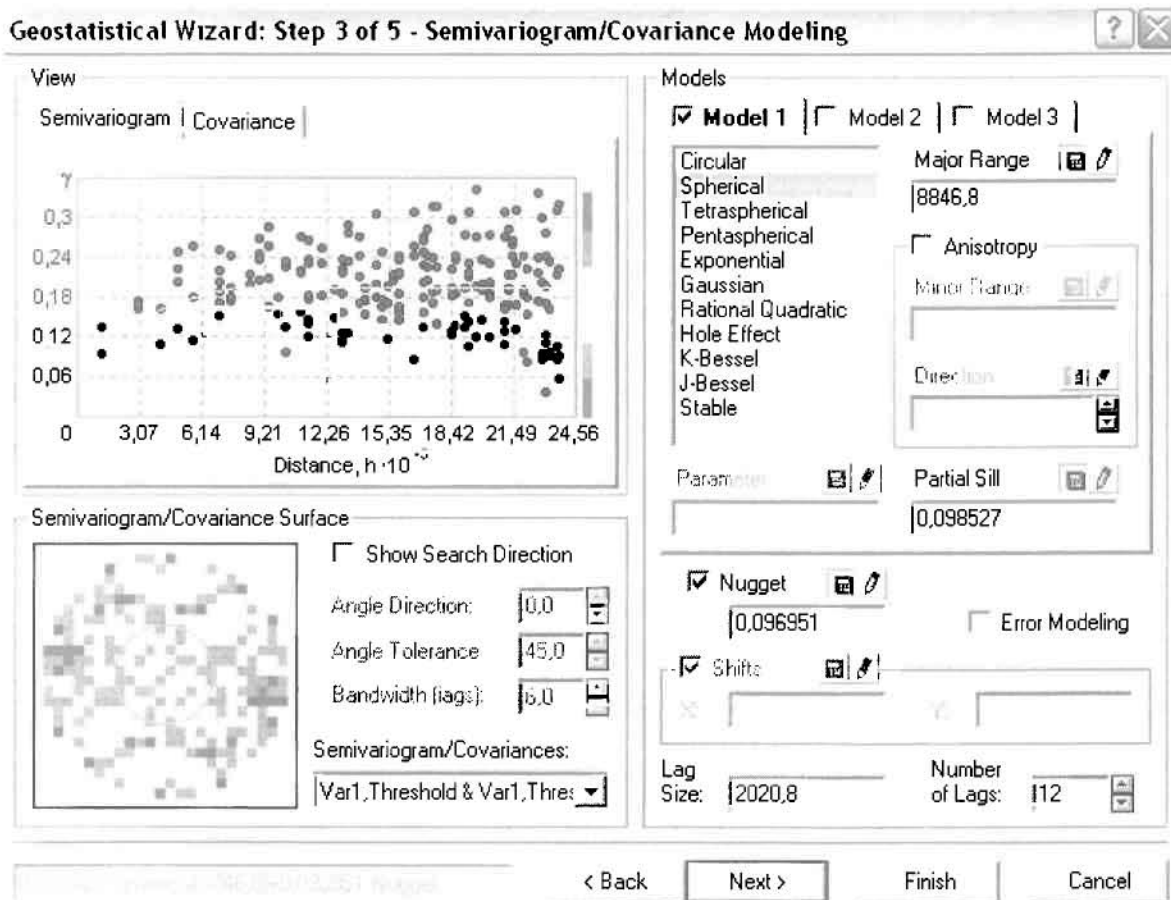 Geostatistical Wizard: Step 3 of 5 - Semivariogram/Covariance Modeling
?
View
Semivariogram
Covariance
γ
0,3
0,24
0,18
0 12
0,06
0 3,07 6,14 9,21 12,26 15,35 18,42 21,49 24,56
Distance, h ·10
Semivariogram/Covariance Surface
Show Search Direction
Angle Direction: 0,0
Angle Tolerance 45,0
Bandwidth (lags): 6,0
Semivariogram/Covariances:
Var1,Threshold & Var1,Thres
Models
Model 1
Model 2
Model 3
Circular
Spherical
Tetraspherical
Pentaspherical
Exponential
Gaussian
Rational Quadratic
Hole Effect
K-Bessel
J-Bessel
Stable
Major Range
8846,8
Anisotropy
Minor Range
Direction
Parameter
Partial Sill
0,098527
Nugget
0,096951
Error Modeling
Shifts
X:
Y:
Lag Size: 2020,8
Number of Lags: 12
Nugget
< Back
Next >
Finish
Cancel